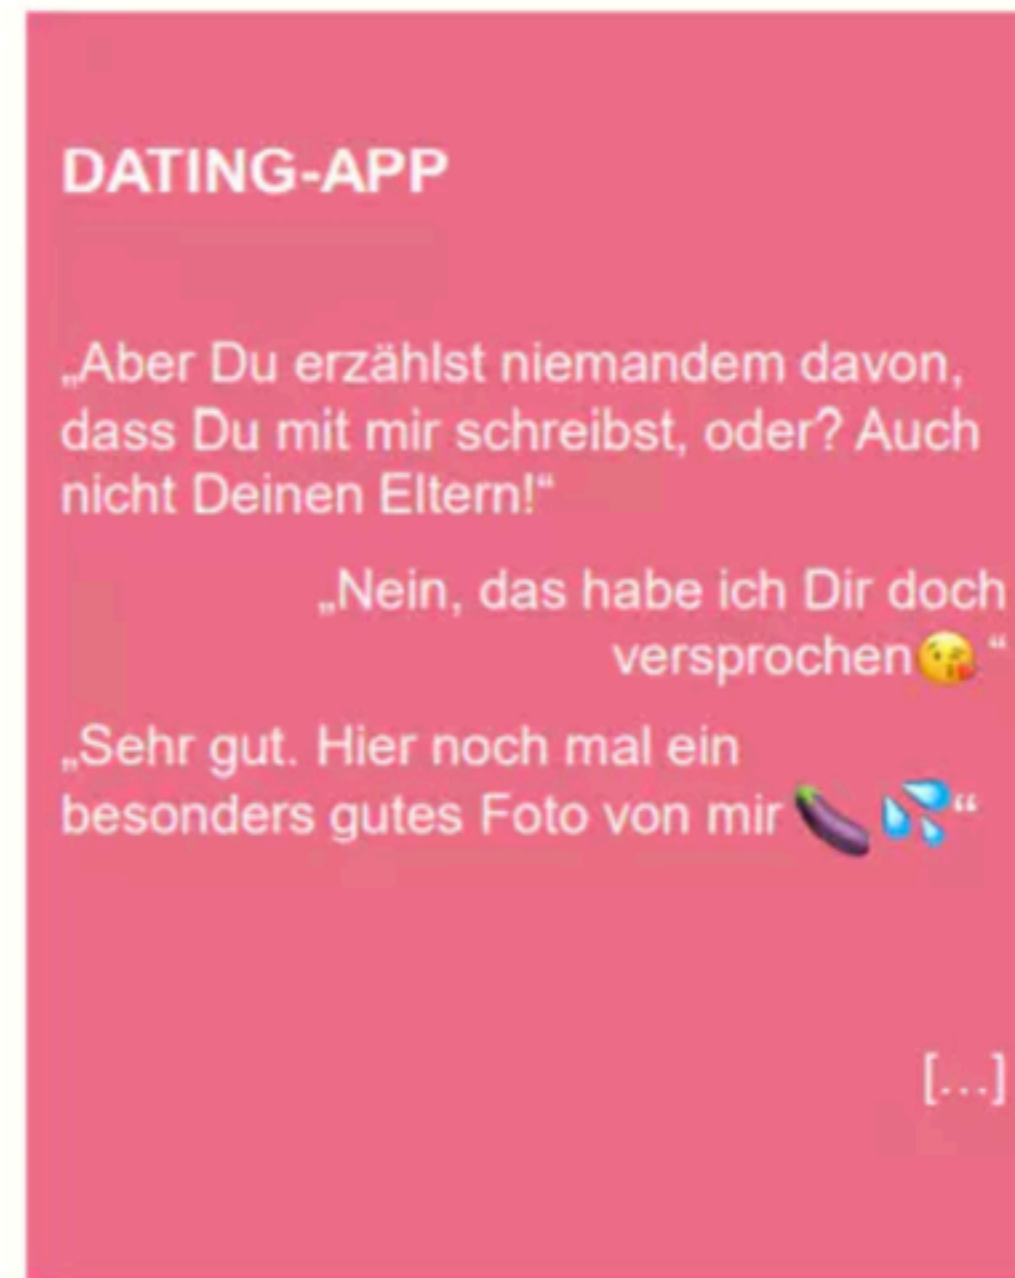 DATING-APP
„Aber Du erzählst niemandem davon,
dass Du mit mir schreibst, oder? Auch
nicht Deinen Eltern!“
„Nein, das habe ich Dir doch
versprochen😘“
„Sehr gut. Hier noch mal ein
besonders gutes Foto von mir 🍆💦“
[...]